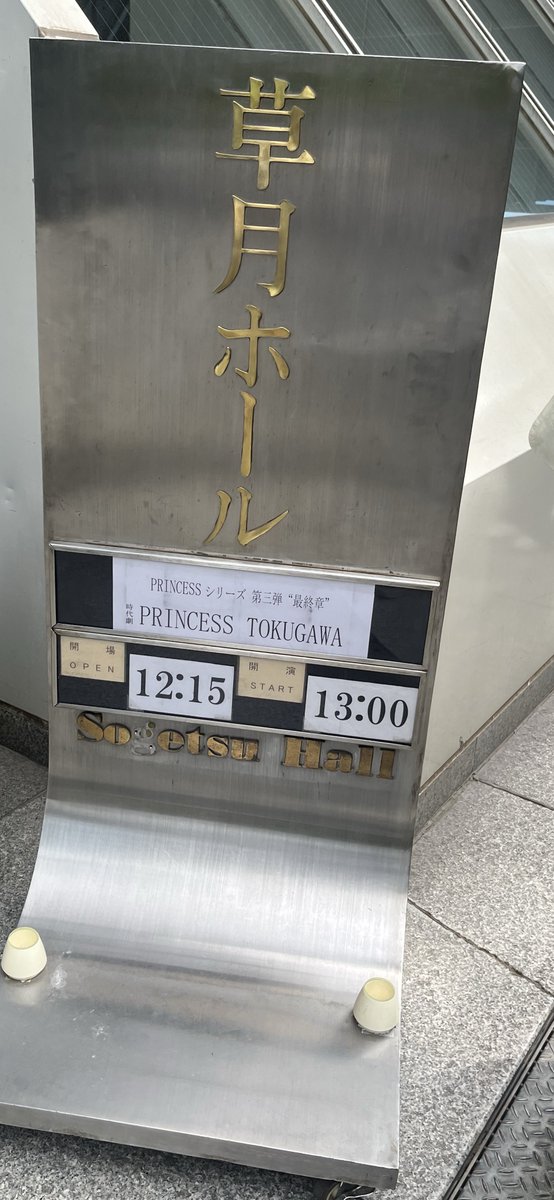 草月ホール
PRINCESSシリーズ 第三弾 “最終章”
時代劇 PRINCESS TOKUGAWA
開場 OPEN 12:15 開演 START 13:00
Sogetsu Hall